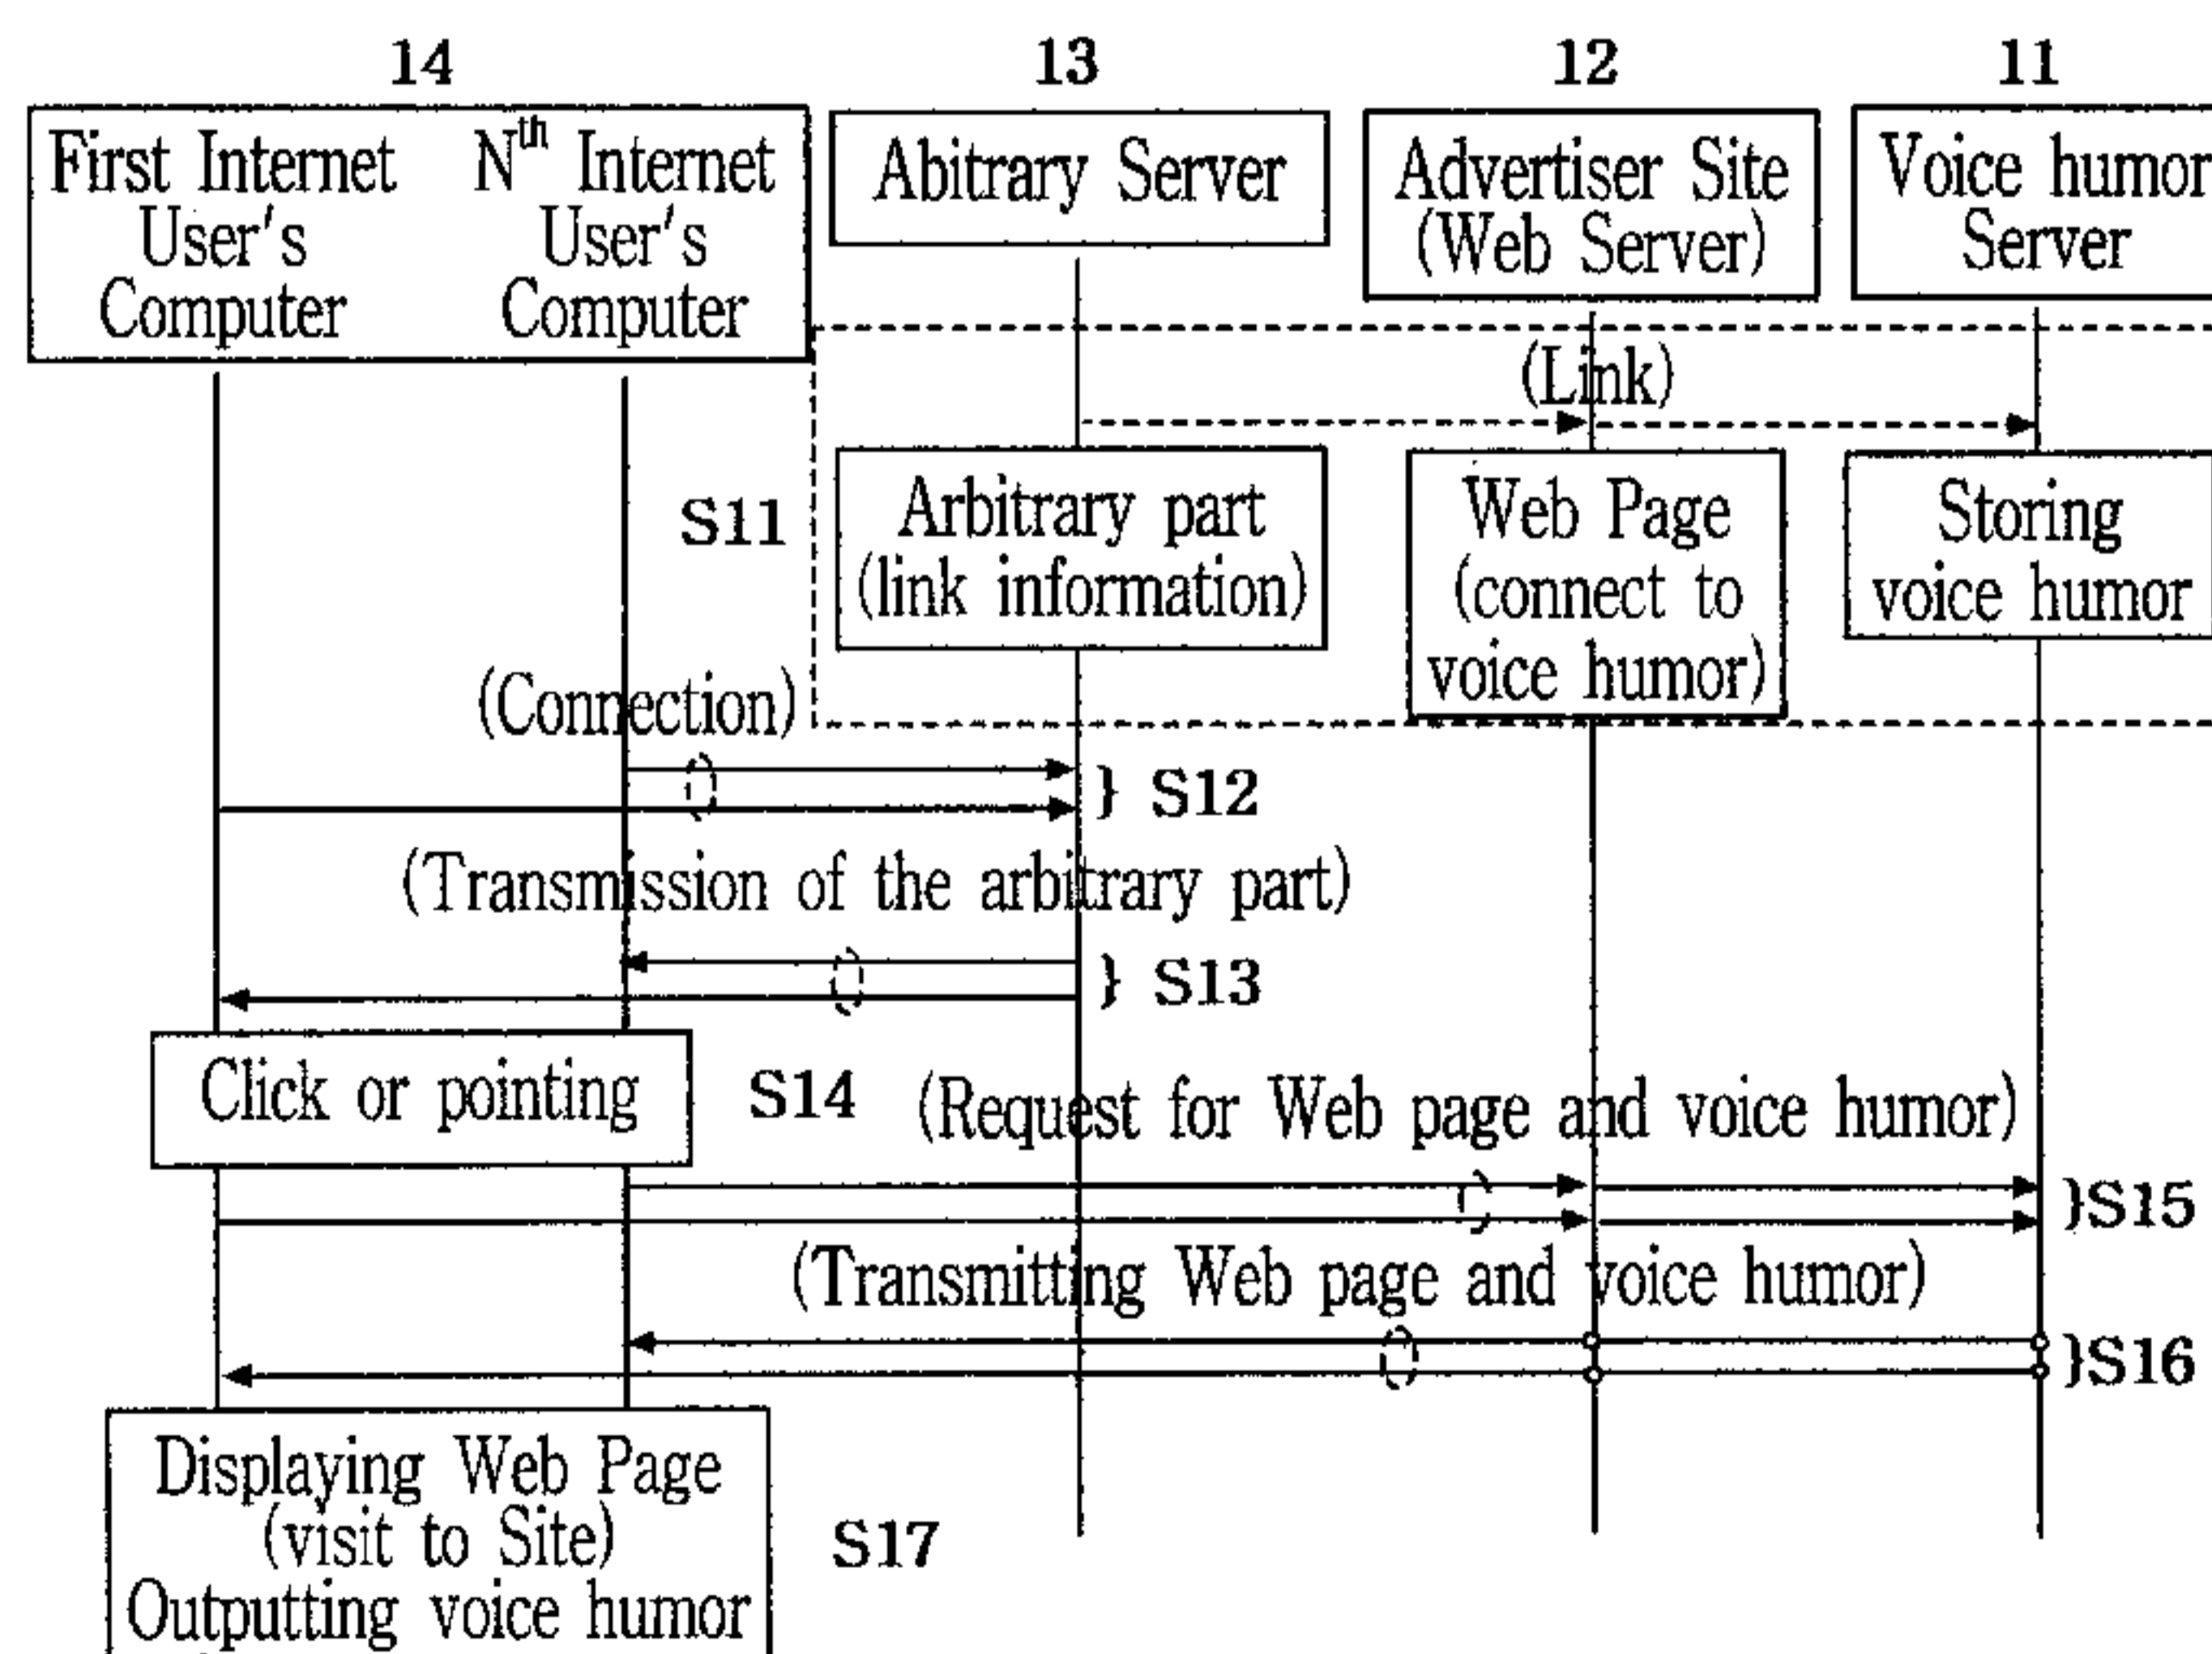 14
13
12
11
First Internet
User's
Computer
Nth Internet
User's
Computer
Abitrary Server
Advertiser Site
(Web Server)
Voice humor
Server
(Link)
S11
Arbitrary part
(link information)
Web Page
(connect to
voice humor)
Storing
voice humor
(Connection)
} S12
(Transmission of the arbitrary part)
} S13
Click or pointing
S14
(Request for Web page and voice humor)
}S15
(Transmitting Web page and voice humor)
}S16
Displaying Web Page
(visit to Site)
Outputting voice humor
S17